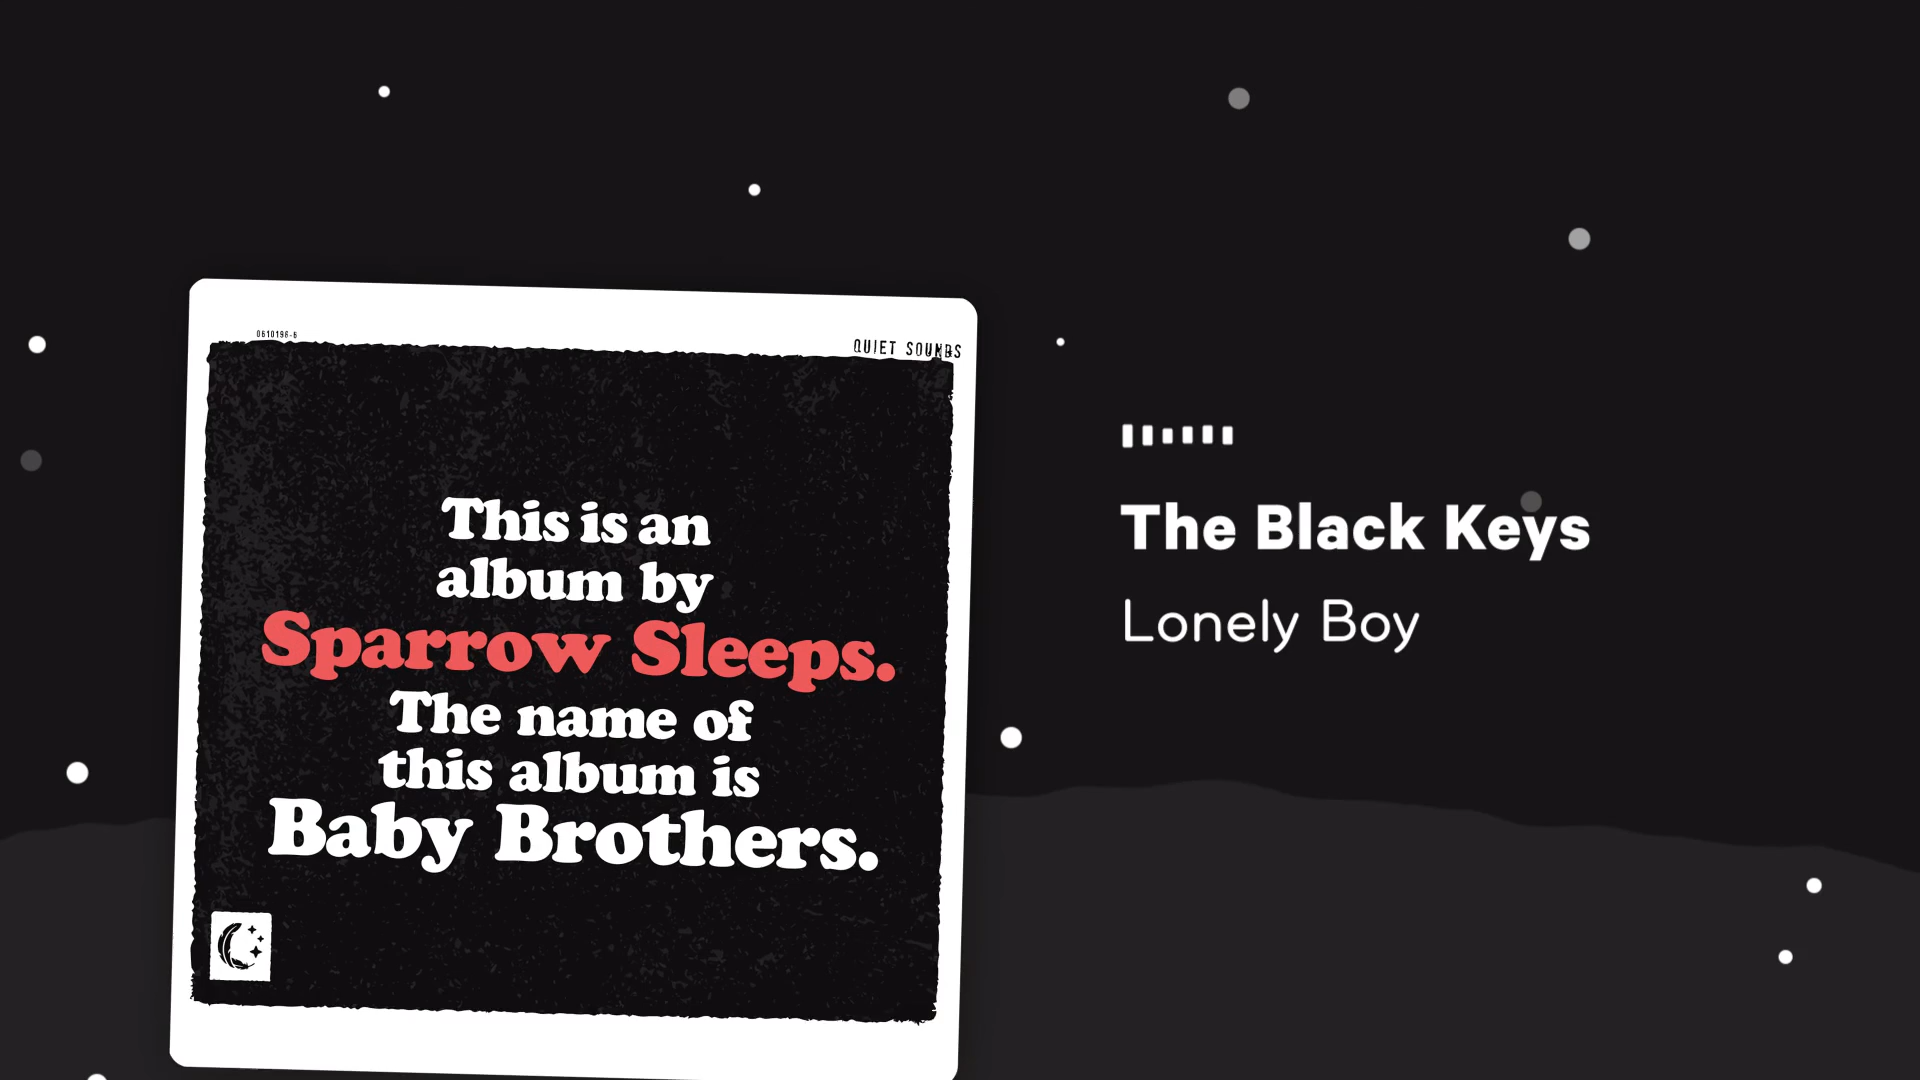 0610196-6
QUIET SOUNDS
This is an
album by
Sparrow Sleeps.
The name of
this album is
Baby Brothers.
The Black Keys
Lonely Boy